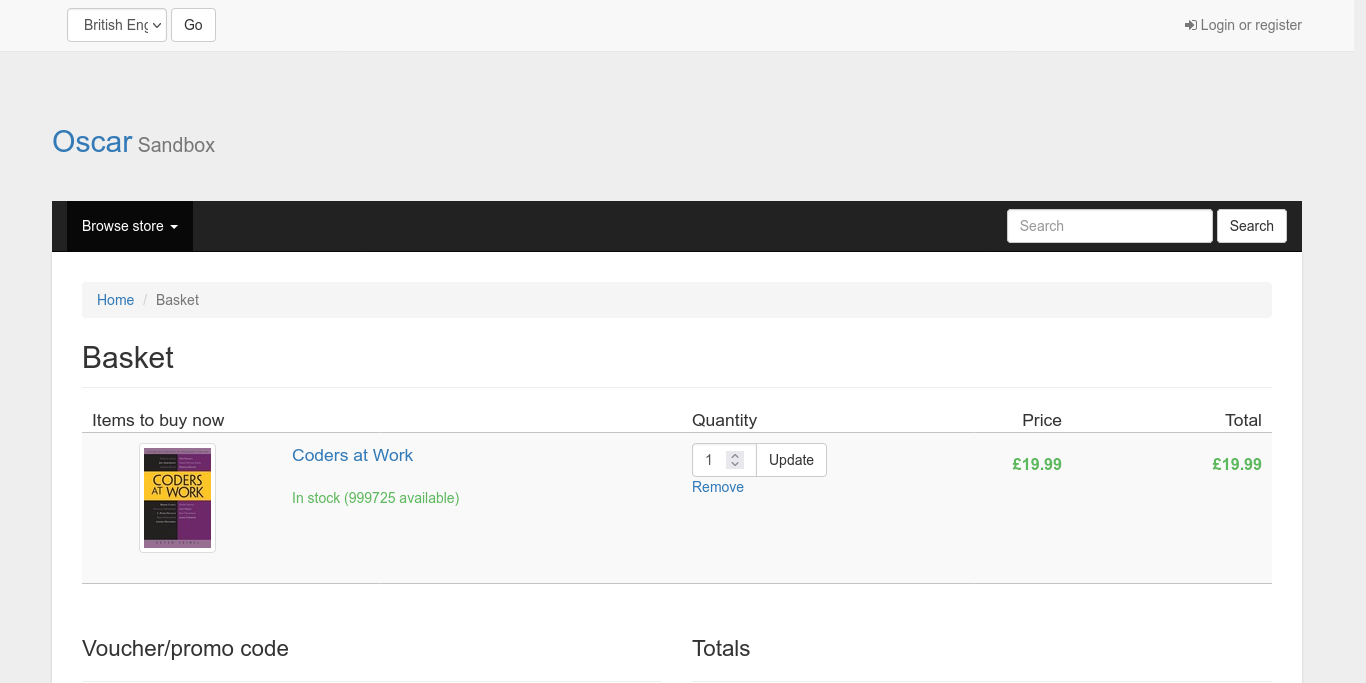 British Eng
Go
Login or register
Oscar Sandbox
Browse store
Search
Search
Home / Basket
Basket
Items to buy now
Quantity
Price
Total
CODERS
AT WORK
Coders at Work
In stock (999725 available)
1
Update
Remove
£19.99
£19.99
Voucher/promo code
Totals